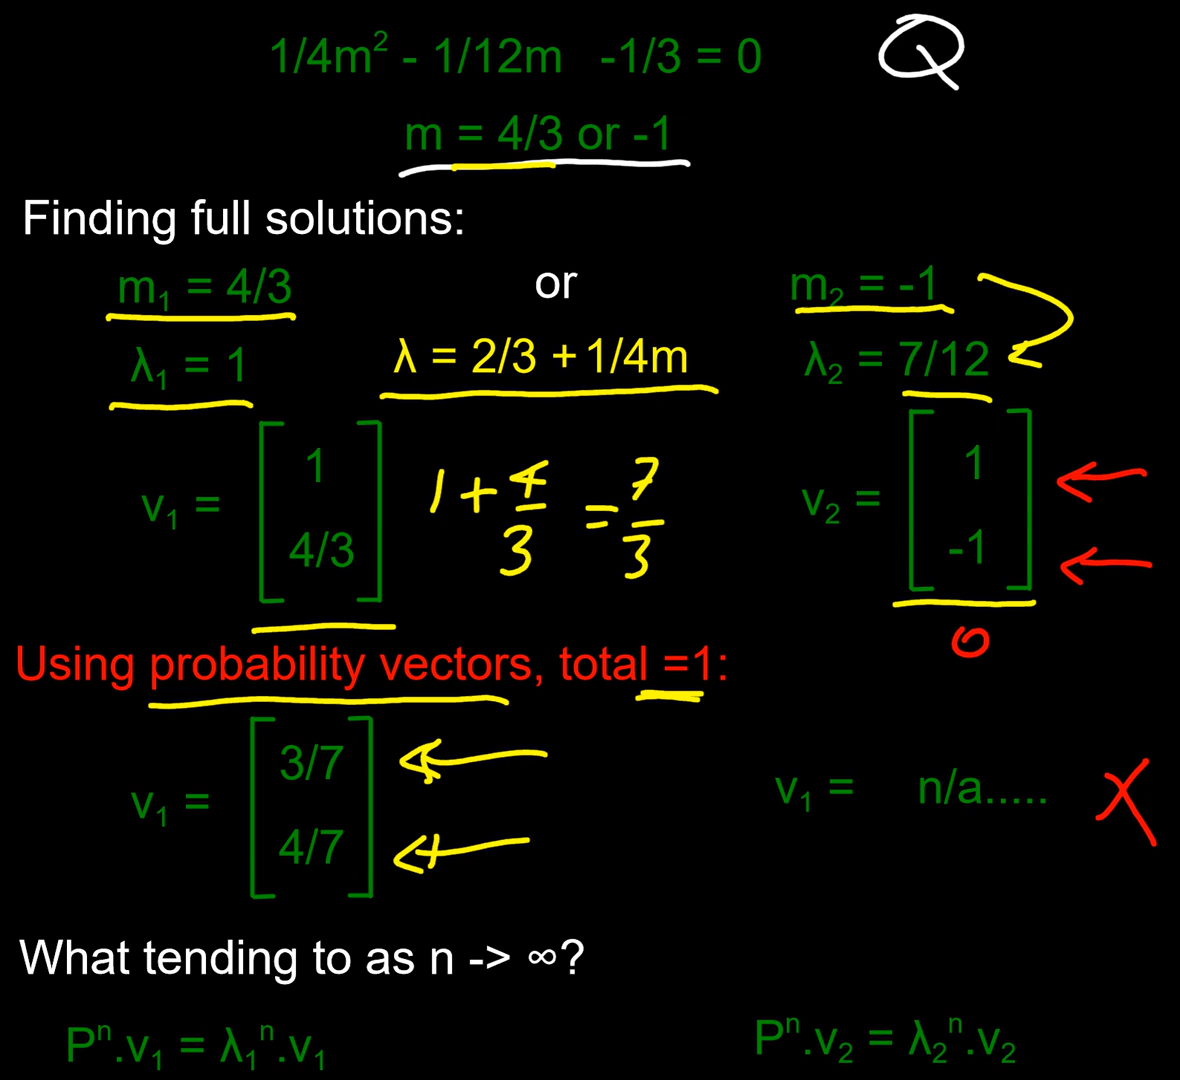 1/4m² - 1/12m -1/3 = 0
Q
m = 4/3 or -1
Finding full solutions:
m₁ = 4/3 or m₂ = -1
λ₁ = 1 λ = 2/3 + 1/4m λ₂ = 7/12
v₁ = [1 4/3] 1 + 4/3 = 7/3 v₂ = [1 -1]
0
Using probability vectors, total =1:
v₁ = [3/7 4/7] v₁ = n/a..... X
What tending to as n -> ∞?
Pⁿ.v₁ = λ₁ⁿ.v₁ Pⁿ.v₂ = λ₂ⁿ.v₂